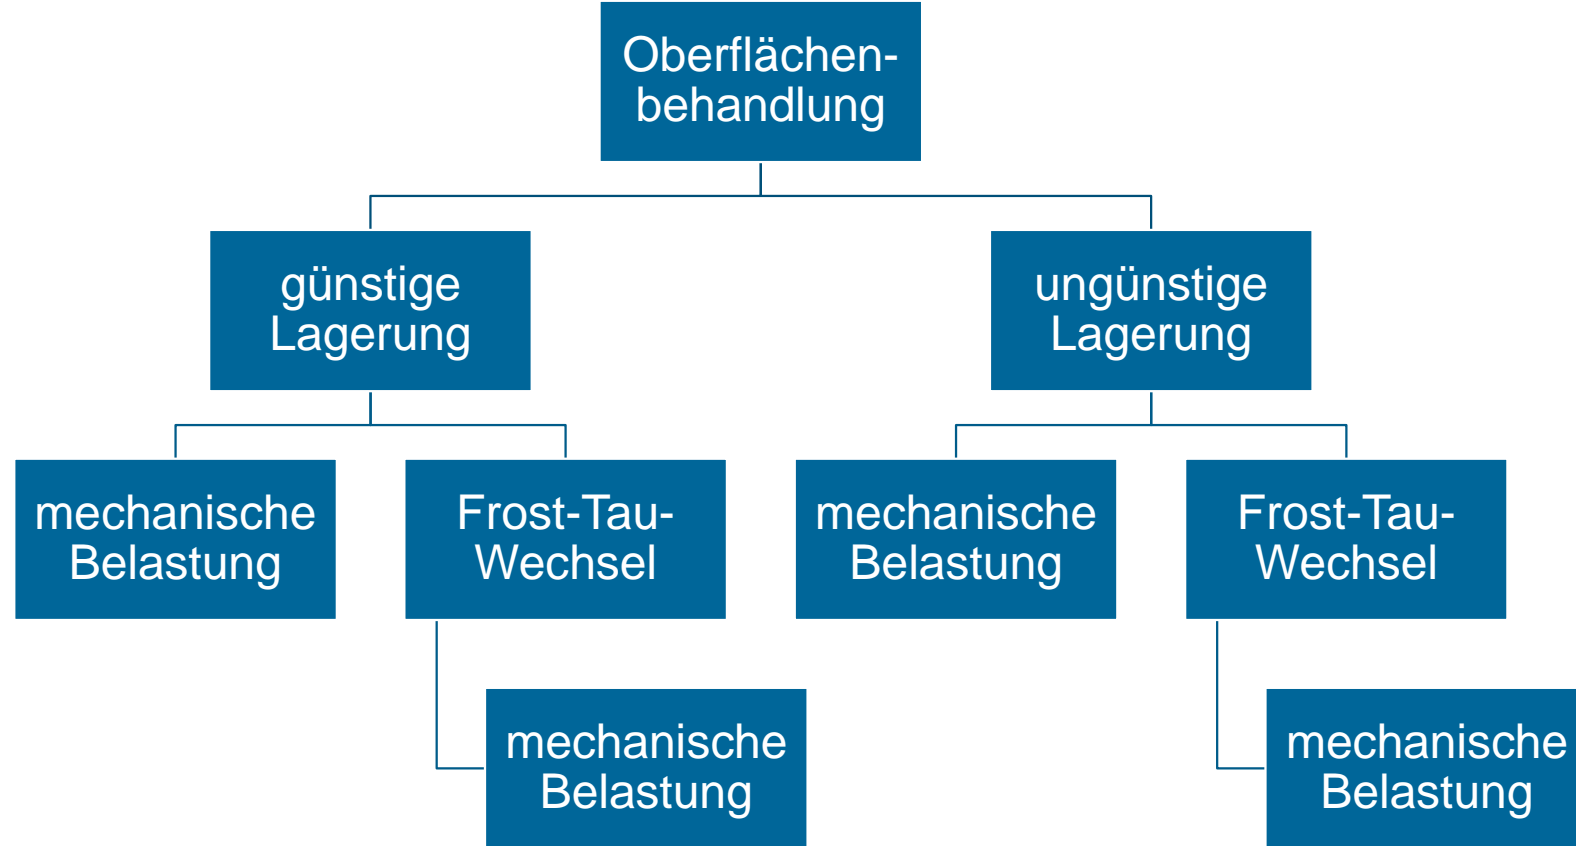 Oberflächen-
behandlung
günstige
Lagerung
ungünstige
Lagerung
mechanische
Belastung
Frost-Tau-
Wechsel
mechanische
Belastung
Frost-Tau-
Wechsel
mechanische
Belastung
mechanische
Belastung